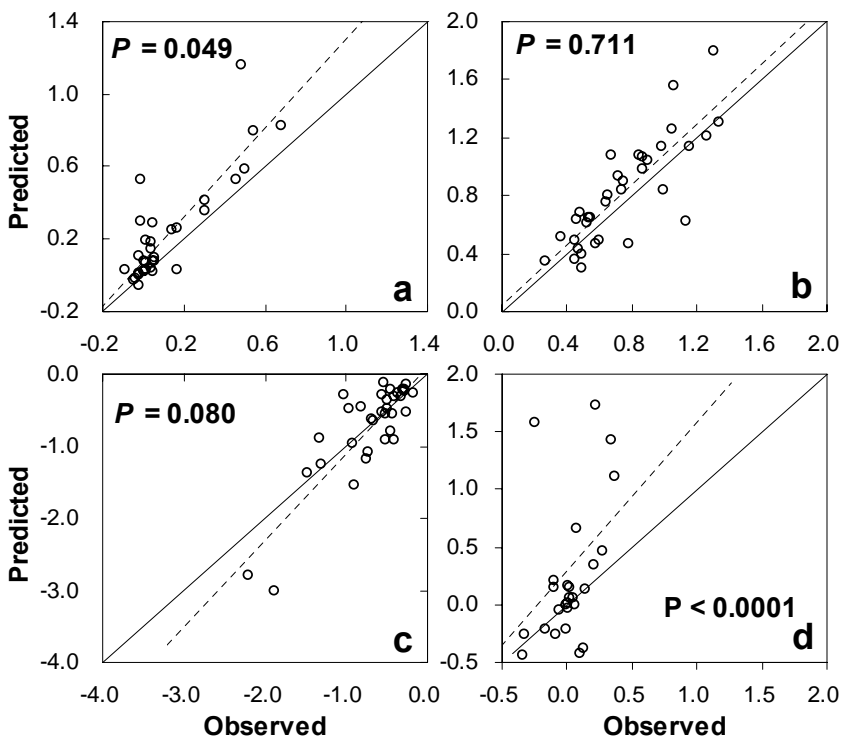 1.4
P = 0.049
1.0
0.6
0.2
-0.2
a
-0.2 0.2 0.6 1.0 1.4
Predicted
2.0
P = 0.711
1.6
1.2
0.8
0.4
0.0
b
0.0 0.4 0.8 1.2 1.6 2.0
0.0
P = 0.080
-1.0
-2.0
-3.0
-4.0
c
-4.0 -3.0 -2.0 -1.0 0.0
Predicted
Observed
2.0
1.5
1.0
0.5
0.0
-0.5
P < 0.0001
d
-0.5 0.0 0.5 1.0 1.5 2.0
Observed